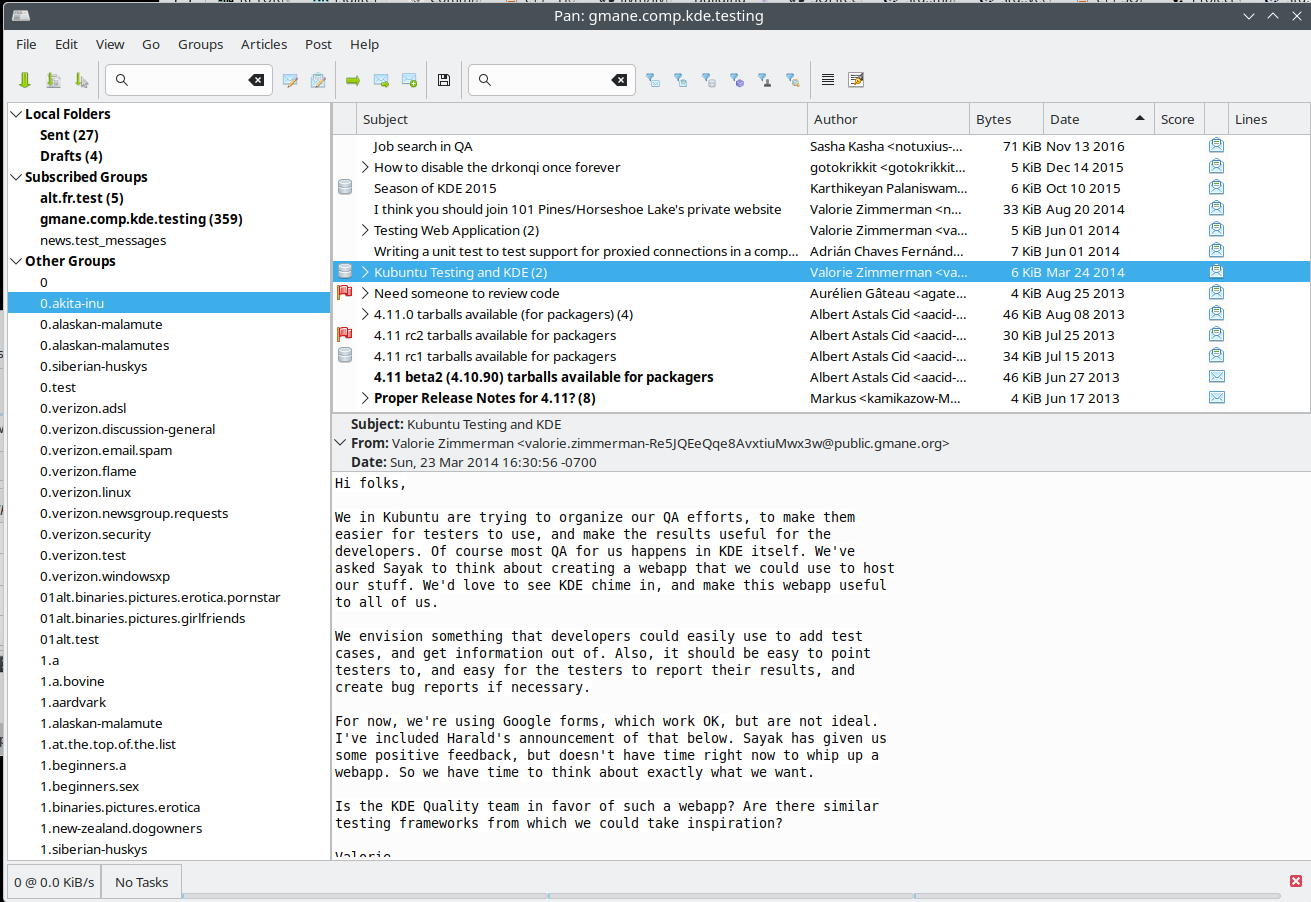 Pan: gmane.comp.kde.testing
File Edit View Go Groups Articles Post Help
Local Folders
Sent (27)
Drafts (4)
Subscribed Groups
alt.fr.test (5)
gmane.comp.kde.testing (359)
news.test_messages
Other Groups
0
0.akita-inu
0.alaskan-malamute
0.alaskan-malamutes
0.siberian-huskys
0.test
0.verizon.adsl
0.verizon.discussion-general
0.verizon.email.spam
0.verizon.flame
0.verizon.linux
0.verizon.newsgroup.requests
0.verizon.security
0.verizon.test
0.verizon.windowsxp
01alt.binaries.pictures.erotica.pornstar
01alt.binaries.pictures.girlfriends
01alt.test
1.a
1.a.bovine
1.aardvark
1.alaskan-malamute
1.at.the.top.of.the.list
1.beginners.a
1.beginners.sex
1.binaries.pictures.erotica
1.new-zealand.dogowners
1.siberian-huskys
Subject Author Bytes Date Score Lines
Job search in QA Sasha Kasha <notuxius-... 71 KiB Nov 13 2016
How to disable the drkonqi once forever gotokrikkit <gotokrikkit... 5 KiB Dec 14 2015
Season of KDE 2015 Karthikeyan Palaniswam... 6 KiB Oct 10 2015
I think you should join 101 Pines/Horseshoe Lake's private website Valorie Zimmerman <n... 33 KiB Aug 20 2014
Testing Web Application (2) Valorie Zimmerman <va... 5 KiB Jun 01 2014
Writing a unit test to test support for proxied connections in a comp... Adrián Chaves Fernánd... 7 KiB Jun 01 2014
Kubuntu Testing and KDE (2) Valorie Zimmerman <va... 6 KiB Mar 24 2014
Need someone to review code Aurélien Gâteau <agate... 4 KiB Aug 25 2013
4.11.0 tarballs available (for packagers) (4) Albert Astals Cid <aacid-... 46 KiB Aug 08 2013
4.11 rc2 tarballs available for packagers Albert Astals Cid <aacid-... 30 KiB Jul 25 2013
4.11 rc1 tarballs available for packagers Albert Astals Cid <aacid-... 34 KiB Jul 15 2013
4.11 beta2 (4.10.90) tarballs available for packagers Albert Astals Cid <aacid-... 46 KiB Jun 27 2013
Proper Release Notes for 4.11? (8) Markus <kamikazow-M... 4 KiB Jun 17 2013
Subject: Kubuntu Testing and KDE
From: Valorie Zimmerman <valorie.zimmerman-Re5JQEeQqe8AvxtiuMwx3w@public.gmane.org>
Date: Sun, 23 Mar 2014 16:30:56 -0700
Hi folks,
We in Kubuntu are trying to organize our QA efforts, to make them
easier for testers to use, and make the results useful for the
developers. Of course most QA for us happens in KDE itself. We've
asked Sayak to think about creating a webapp that we could use to host
our stuff. We'd love to see KDE chime in, and make this webapp useful
to all of us.
We envision something that developers could easily use to add test
cases, and get information out of. Also, it should be easy to point
testers to, and easy for the testers to report their results, and
create bug reports if necessary.
For now, we're using Google forms, which work OK, but are not ideal.
I've included Harald's announcement of that below. Sayak has given us
some positive feedback, but doesn't have time right now to whip up a
webapp. So we have time to think about exactly what we want.
Is the KDE Quality team in favor of such a webapp? Are there similar
testing frameworks from which we could take inspiration?
Valorie
0 @ 0.0 KiB/s No Tasks